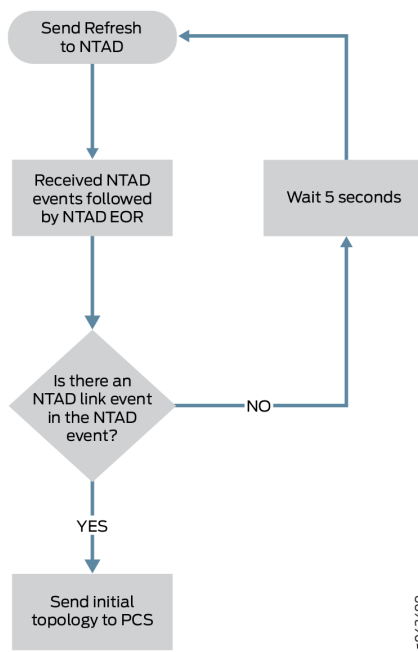 Send Refresh
to NTAD
Received NTAD
events followed
by NTAD EOR
Wait 5 seconds
Is there an
NTAD link event
in the NTAD
event?
NO
YES
Send initial
topology to PCS